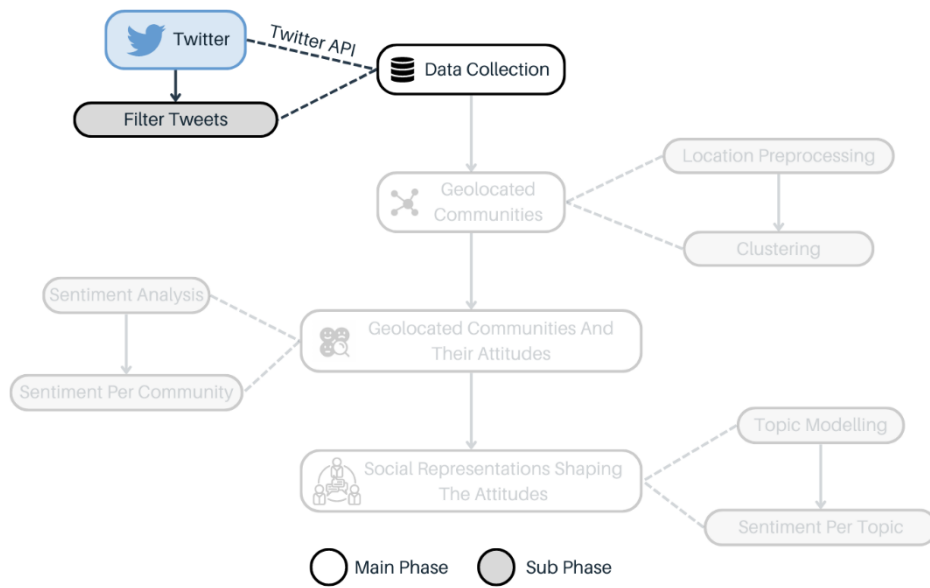 Twitter
Twitter API
Data Collection
Filter Tweets
Location Preprocessing
Geolocated
Communities
Clustering
Sentiment Analysis
Geolocated Communities And
Their Attitudes
Sentiment Per Community
Topic Modelling
Social Representations Shaping
The Attitudes
Sentiment Per Topic
Main Phase
Sub Phase